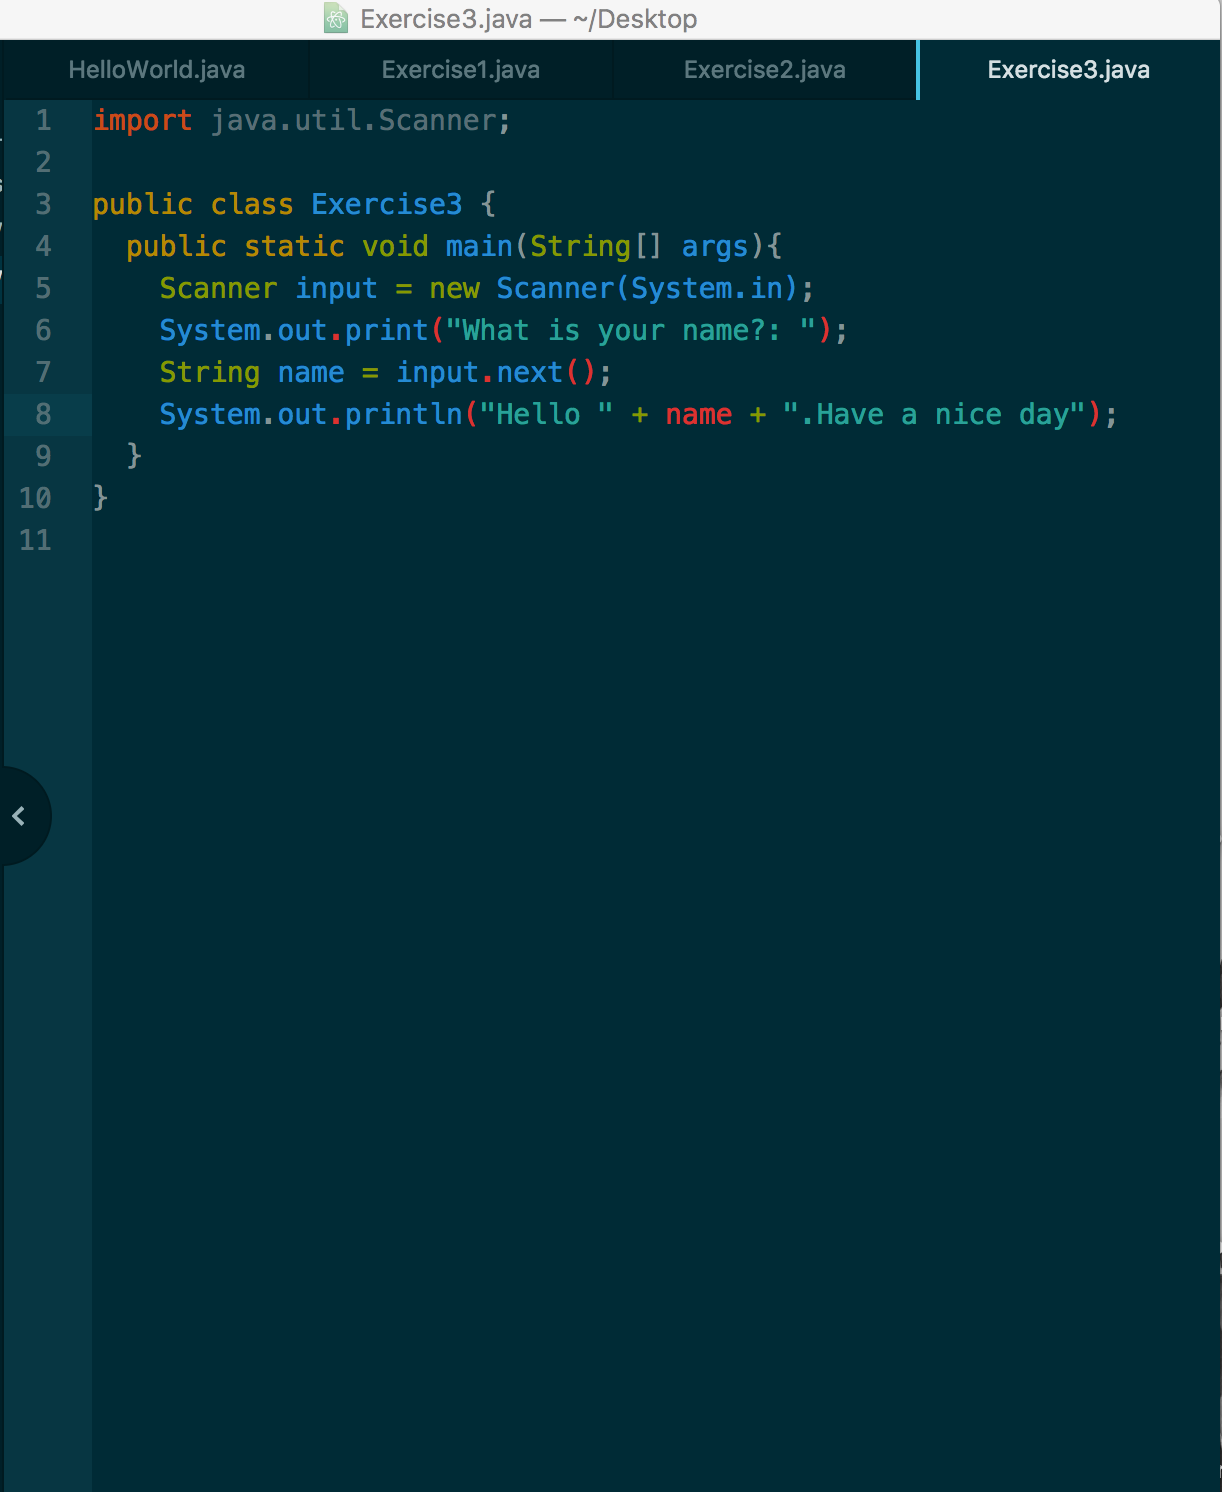 Exercise3.java — ~/Desktop
HelloWorld.java Exercise1.java Exercise2.java Exercise3.java
1 import java.util.Scanner;
2
3 public class Exercise3 {
4   public static void main(String[] args){
5     Scanner input = new Scanner(System.in);
6     System.out.print("What is your name?: ");
7     String name = input.next();
8     System.out.println("Hello " + name + ".Have a nice day");
9   }
10 }
11